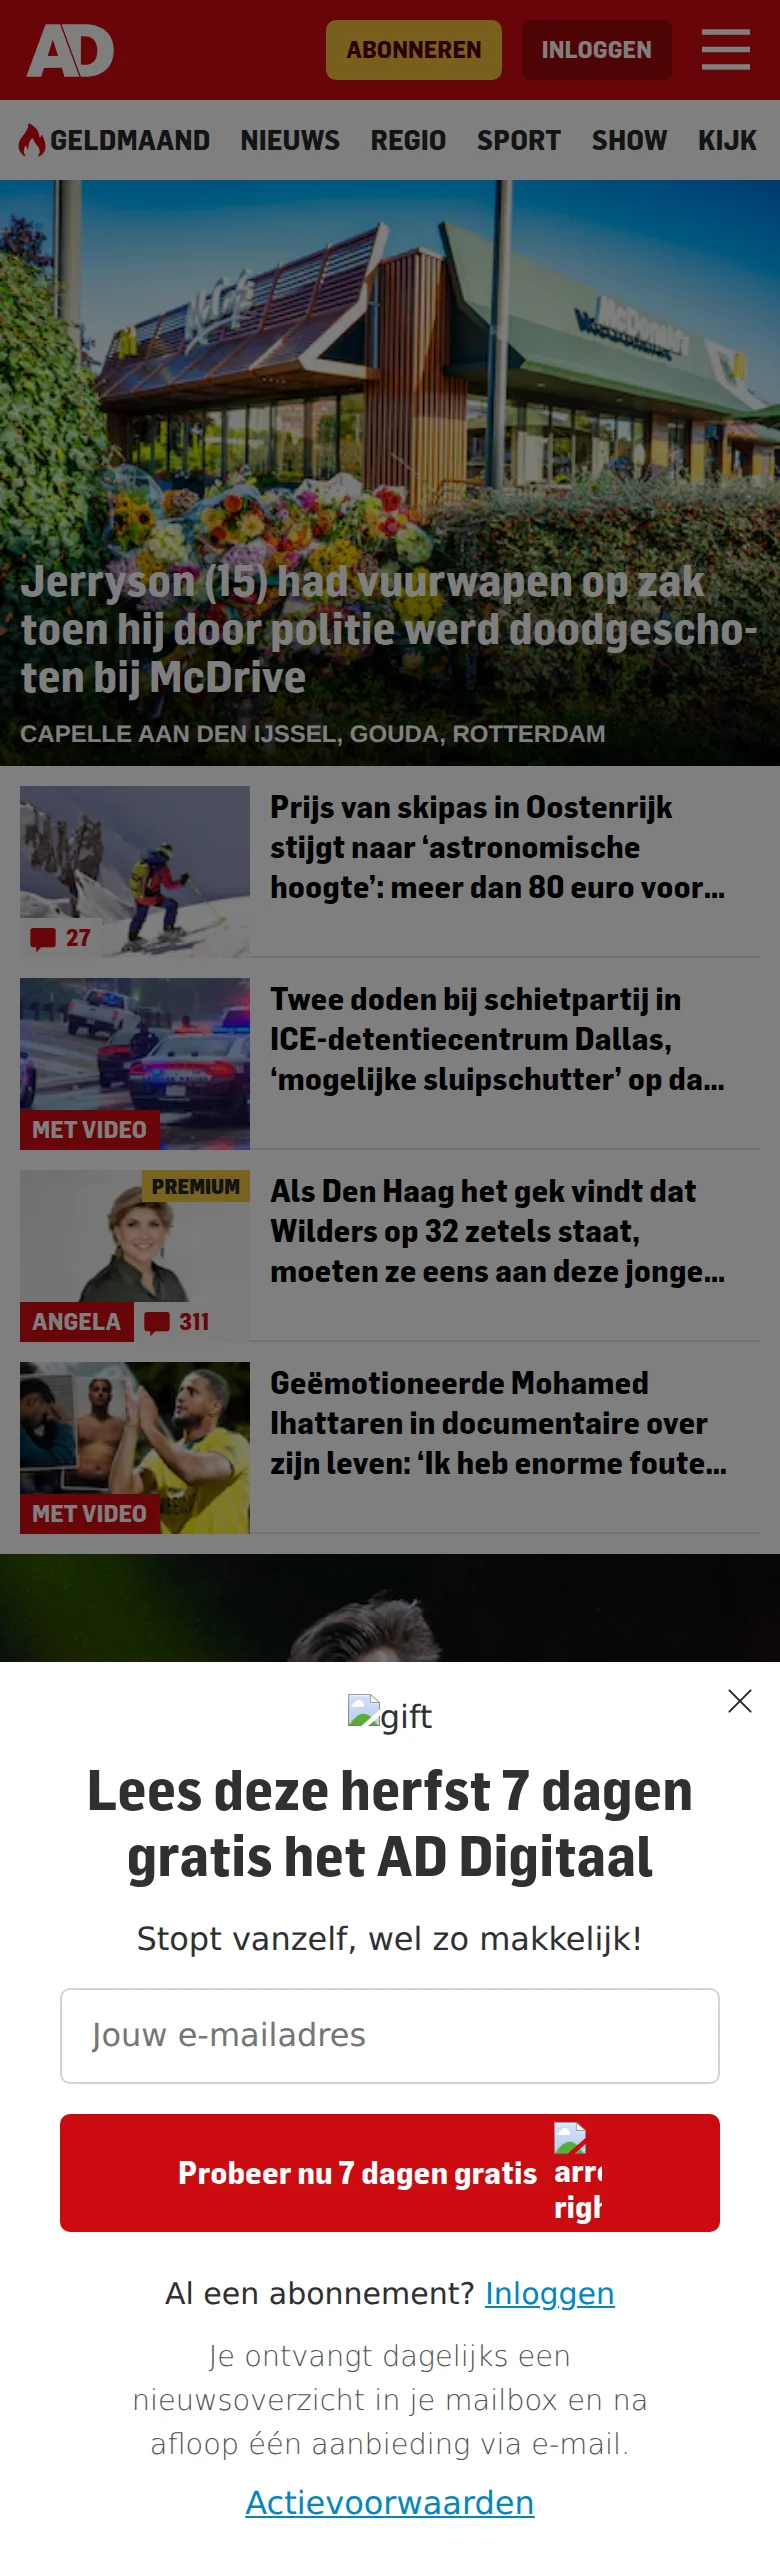 AD
ABONNEREN
INLOGGEN
GELDMAAND
NIEUWS
REGIO
SPORT
SHOW
KIJK
McDonald's
Jerryson (15) had vuurwapen op zak
toen hij door politie werd doodgescho-
ten bij McDrive
CAPELLE AAN DEN IJSSEL, GOUDA, ROTTERDAM
Prijs van skipas in Oostenrijk
stijgt naar ‘astronomische
hoogte’: meer dan 80 euro voor...
27
Twee doden bij schietpartij in
ICE-detentiecentrum Dallas,
‘mogelijke sluipschutter’ op da...
MET VIDEO
PREMIUM
Als Den Haag het gek vindt dat
Wilders op 32 zetels staat,
moeten ze eens aan deze jonge...
ANGELA
311
Geëmotioneerde Mohamed
Ihattaren in documentaire over
zijn leven: ‘Ik heb enorme foute...
MET VIDEO
gift
Lees deze herfst 7 dagen
gratis het AD Digitaal
Stopt vanzelf, wel zo makkelijk!
Jouw e-mailadres
Probeer nu 7 dagen gratis
Al een abonnement? Inloggen
Je ontvangt dagelijks een
nieuwsoverzicht in je mailbox en na
afloop één aanbieding via e-mail.
Actievoorwaarden